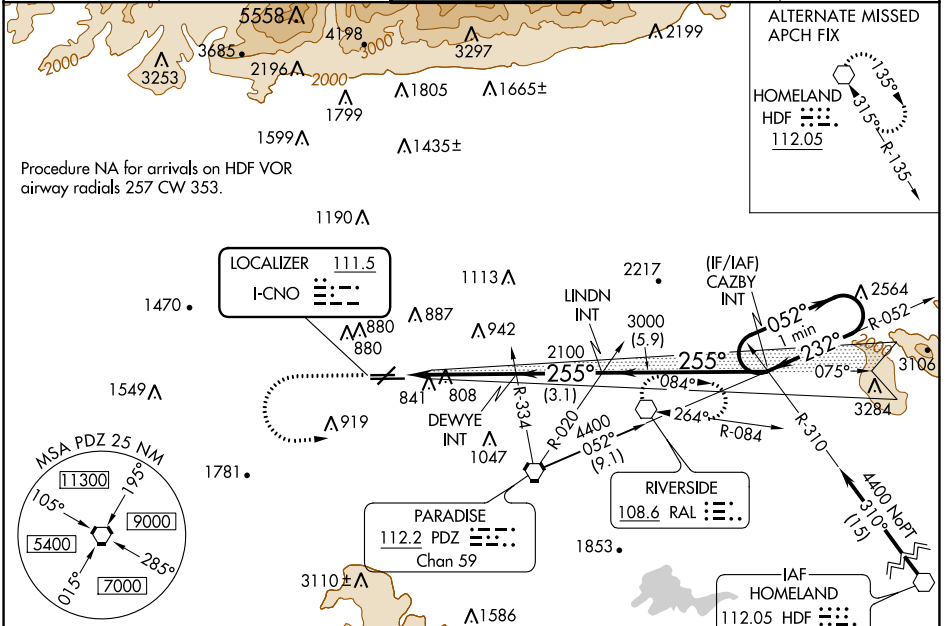 5558
4198
3000
3685
3297
2199
2000
3253
2196
2000
1805
1665±
1799
1599
1435±
ALTERNATE MISSED
APCH FIX
135°
HOMELAND
HDF
112.05
315°
R-135
Procedure NA for arrivals on HDF VOR
airway radials 257 CW 353.
1190
LOCALIZER 111.5
I-CNO
1470
880
880
887
1113
942
2217
LINDN
INT
(IF/IAF)
CAZBY
INT
2564
052°
1 min
232°
R-052
2000
3106
3000
(5.9)
2100
255°
(3.1)
255°
075°
3284
1549
841
808
919
DEWYE
INT
1047
R-334
R-020
4400
052°
(9.1)
084°
264°
R-084
R-310
4400 NoPT
310°
(15)
1781
MSA PDZ 25 NM
11300
195°
105°
9000
5400
285°
015°
7000
PARADISE
112.2 PDZ
Chan 59
RIVERSIDE
108.6 RAL
1853
3110±
1586
IAF
HOMELAND
112.05 HDF